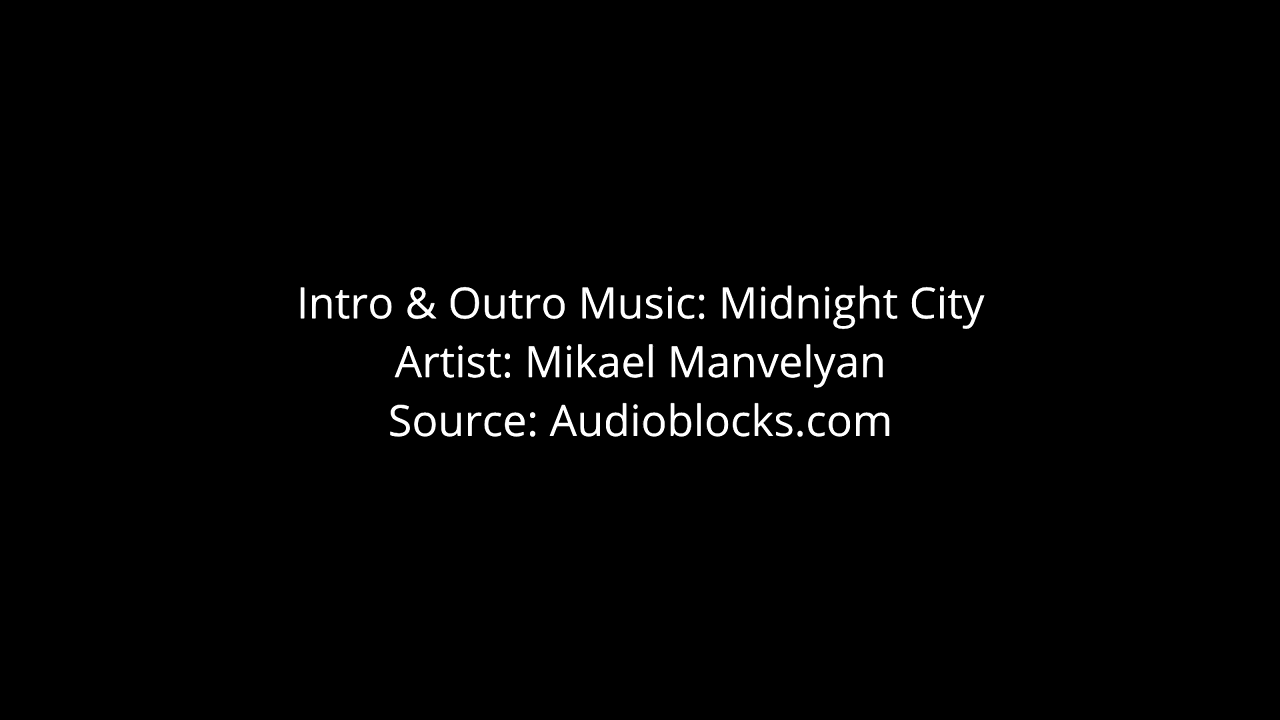 Intro & Outro Music: Midnight City
Artist: Mikael Manvelyan
Source: Audioblocks.com